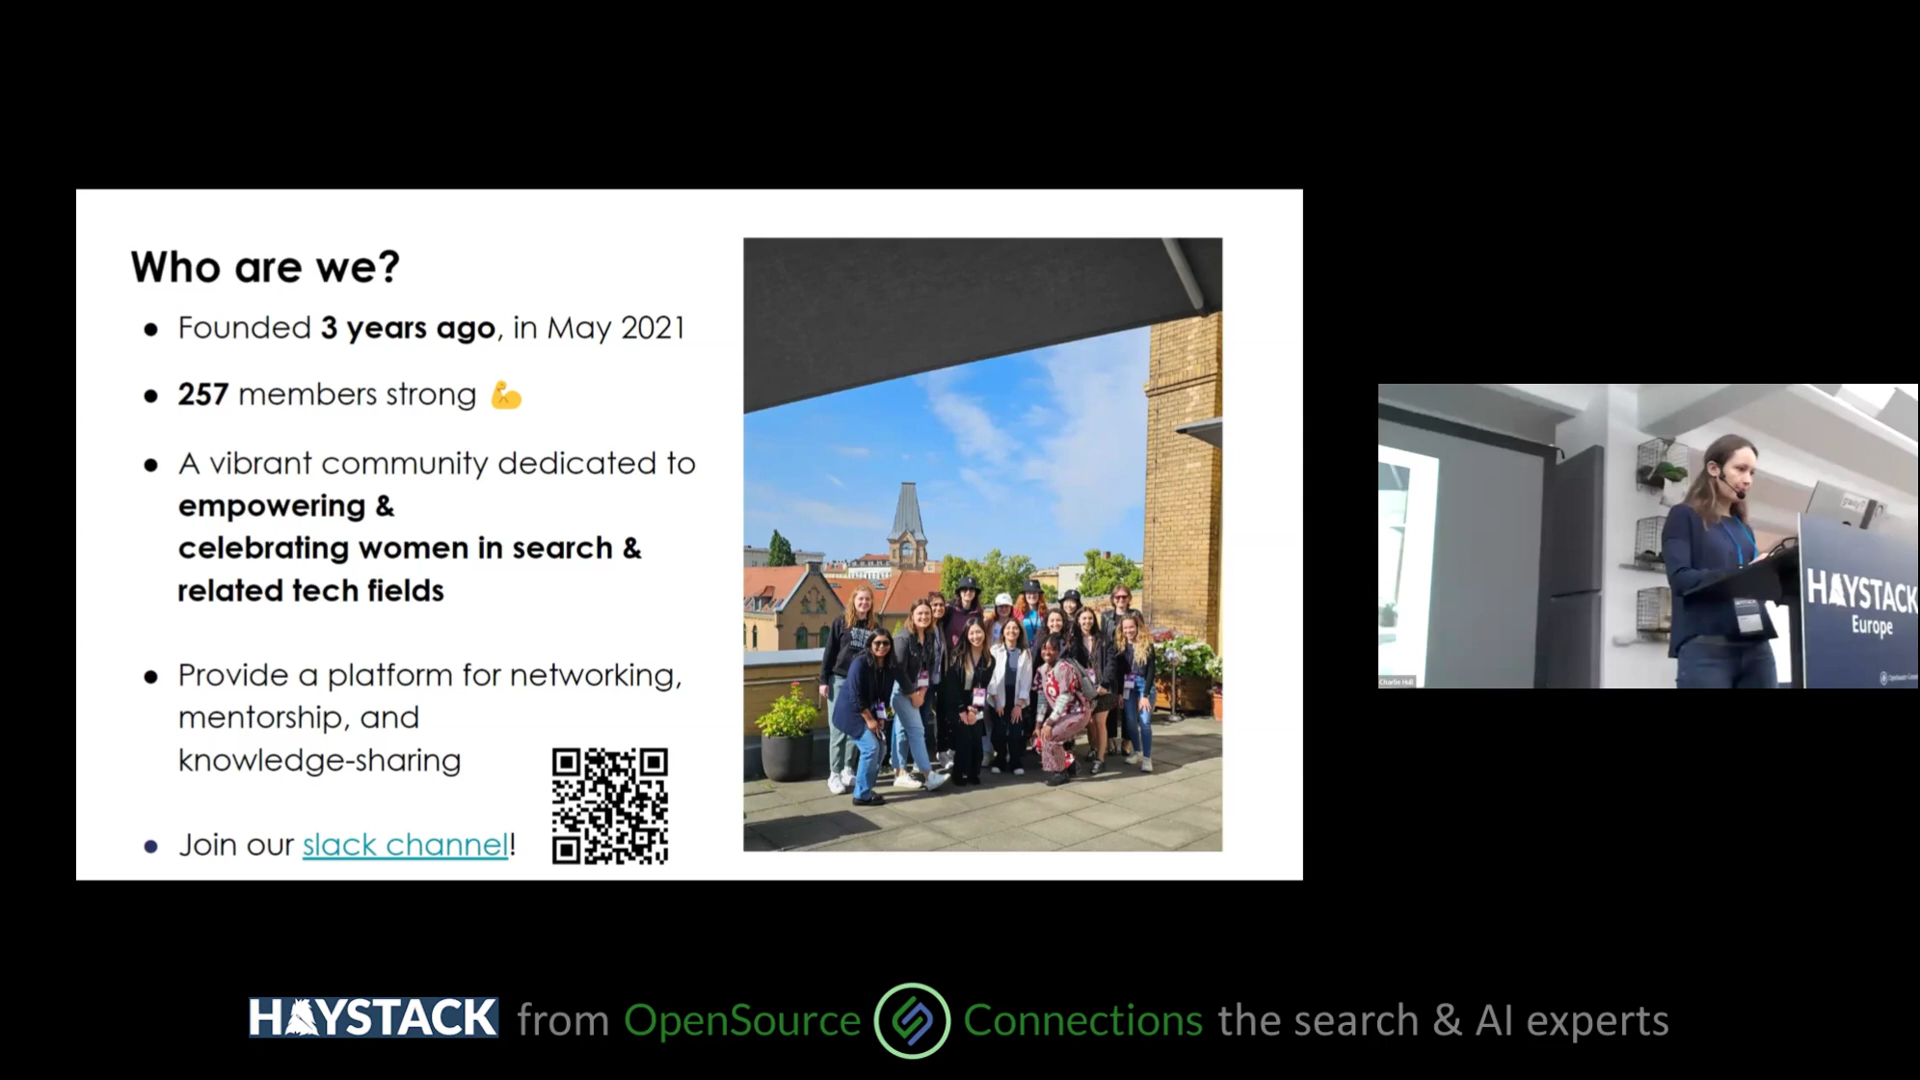 Who are we?
● Founded 3 years ago, in May 2021
● 257 members strong 💪
● A vibrant community dedicated to
empowering &
celebrating women in search &
related tech fields
● Provide a platform for networking,
mentorship, and
knowledge-sharing
● Join our slack channel!
HAYSTACK
Europe
Charlie Hull
HAYSTACK from OpenSource Connections the search & AI experts